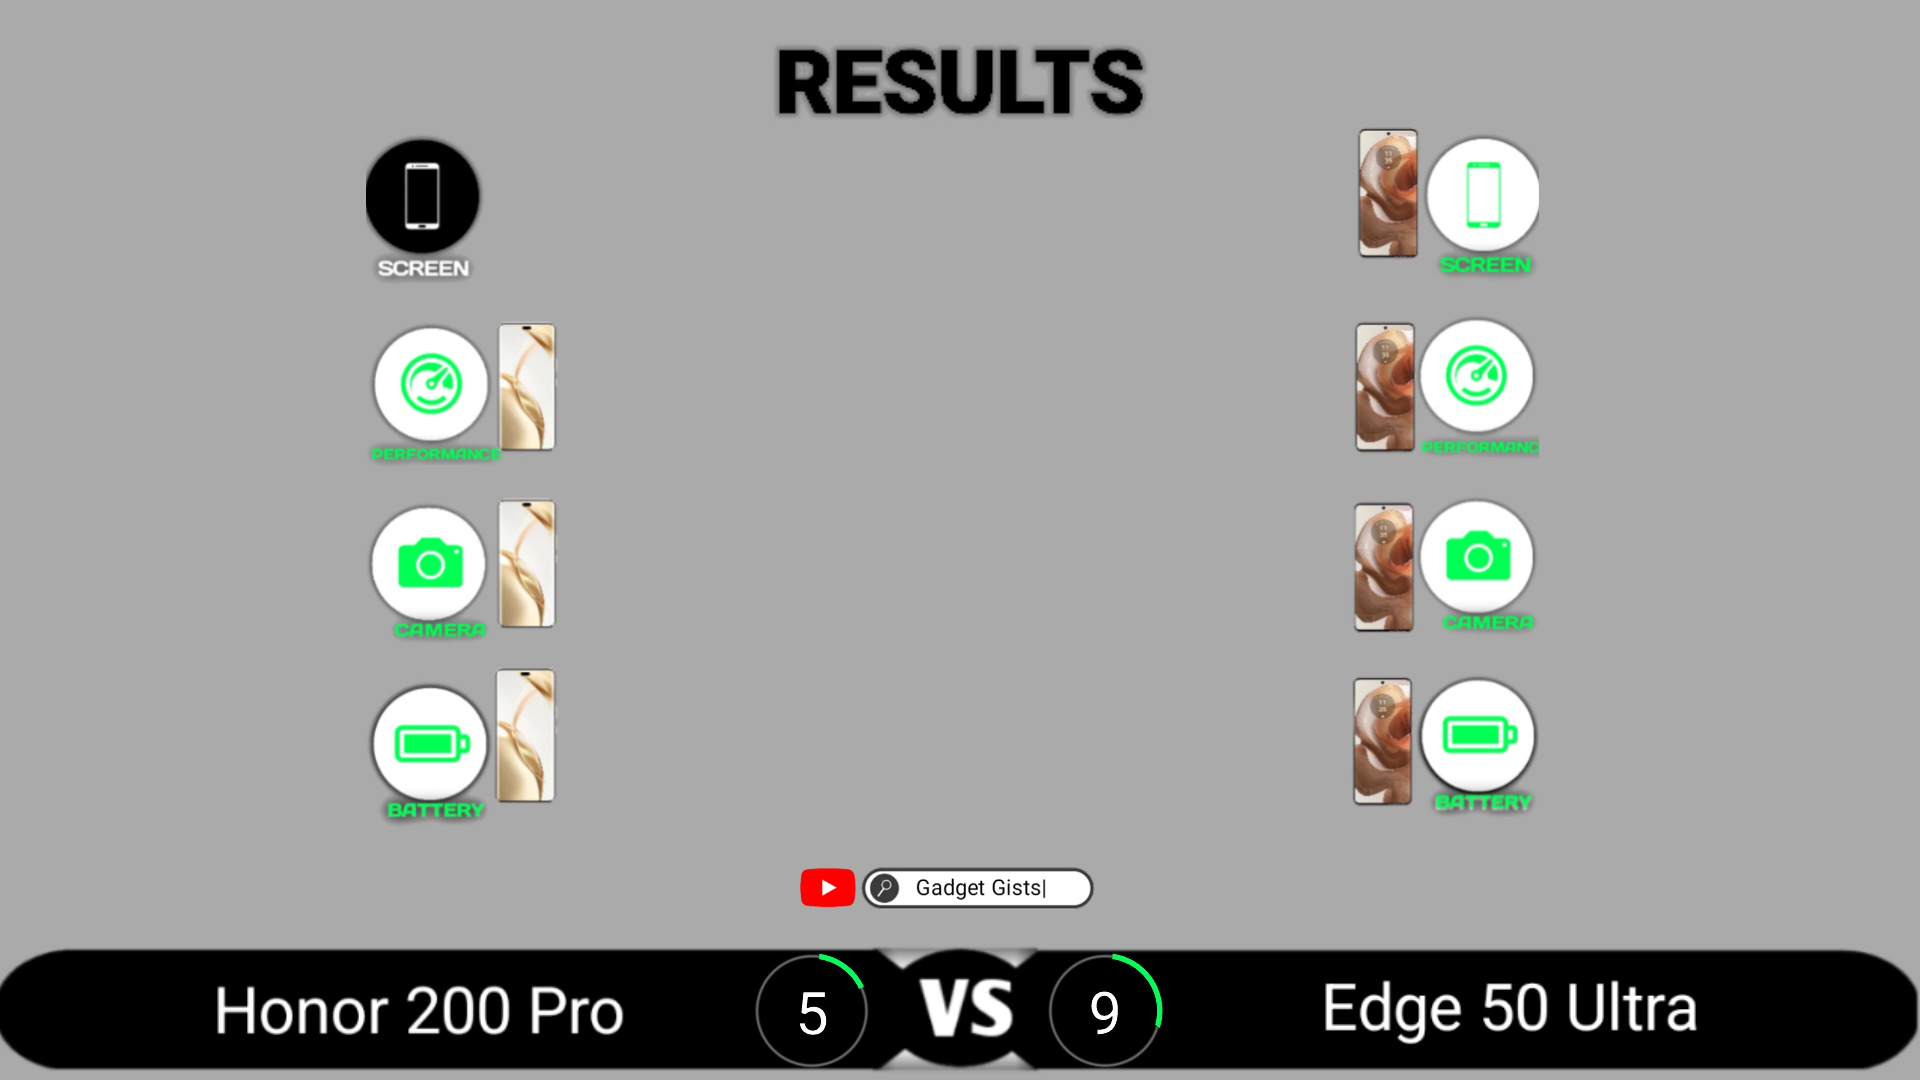 RESULTS
SCREEN
SCREEN
PERFORMANCE
PERFORMANC
CAMERA
CAMERA
BATTERY
BATTERY
Gadget Gists|
Honor 200 Pro
5
VS
9
Edge 50 Ultra